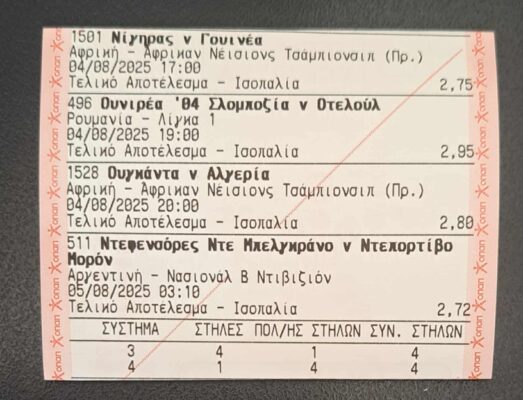 1501 Νίγηρας v Γουινέα
Αφρική - Αφρικαν Νέισιονς Τσάμπιονσιπ (Πρ.)
04/08/2025 17:00
Τελικό Αποτέλεσμα - Ισοπαλία 2,75
496 Ουνιρέα '04 Σλομποζία v Οτελούλ
Ρουμανία - Λίγκα 1
04/08/2025 19:00
Τελικό Αποτέλεσμα - Ισοπαλία 2,95
1528 Ουγκάντα v Αλγερία
Αφρική - Αφρικαν Νέισιονς Τσάμπιονσιπ (Πρ.)
04/08/2025 20:00
Τελικό Αποτέλεσμα - Ισοπαλία 2,80
511 Ντεφενσόρες Ντε Μπελγκράνο v Ντεπορτίβο
Μορόν
Αργεντινή - Νασιονάλ Β Ντιβιζιόν
05/08/2025 03:10
Τελικό Αποτέλεσμα - Ισοπαλία 2,72
ΣΥΣΤΗΜΑ ΣΤΗΛΕΣ ΠΟΛ/ΗΣ ΣΤΗΛΩΝ ΣΥΝ. ΣΤΗΛΩΝ
3 4 1 4
4 1 4 4